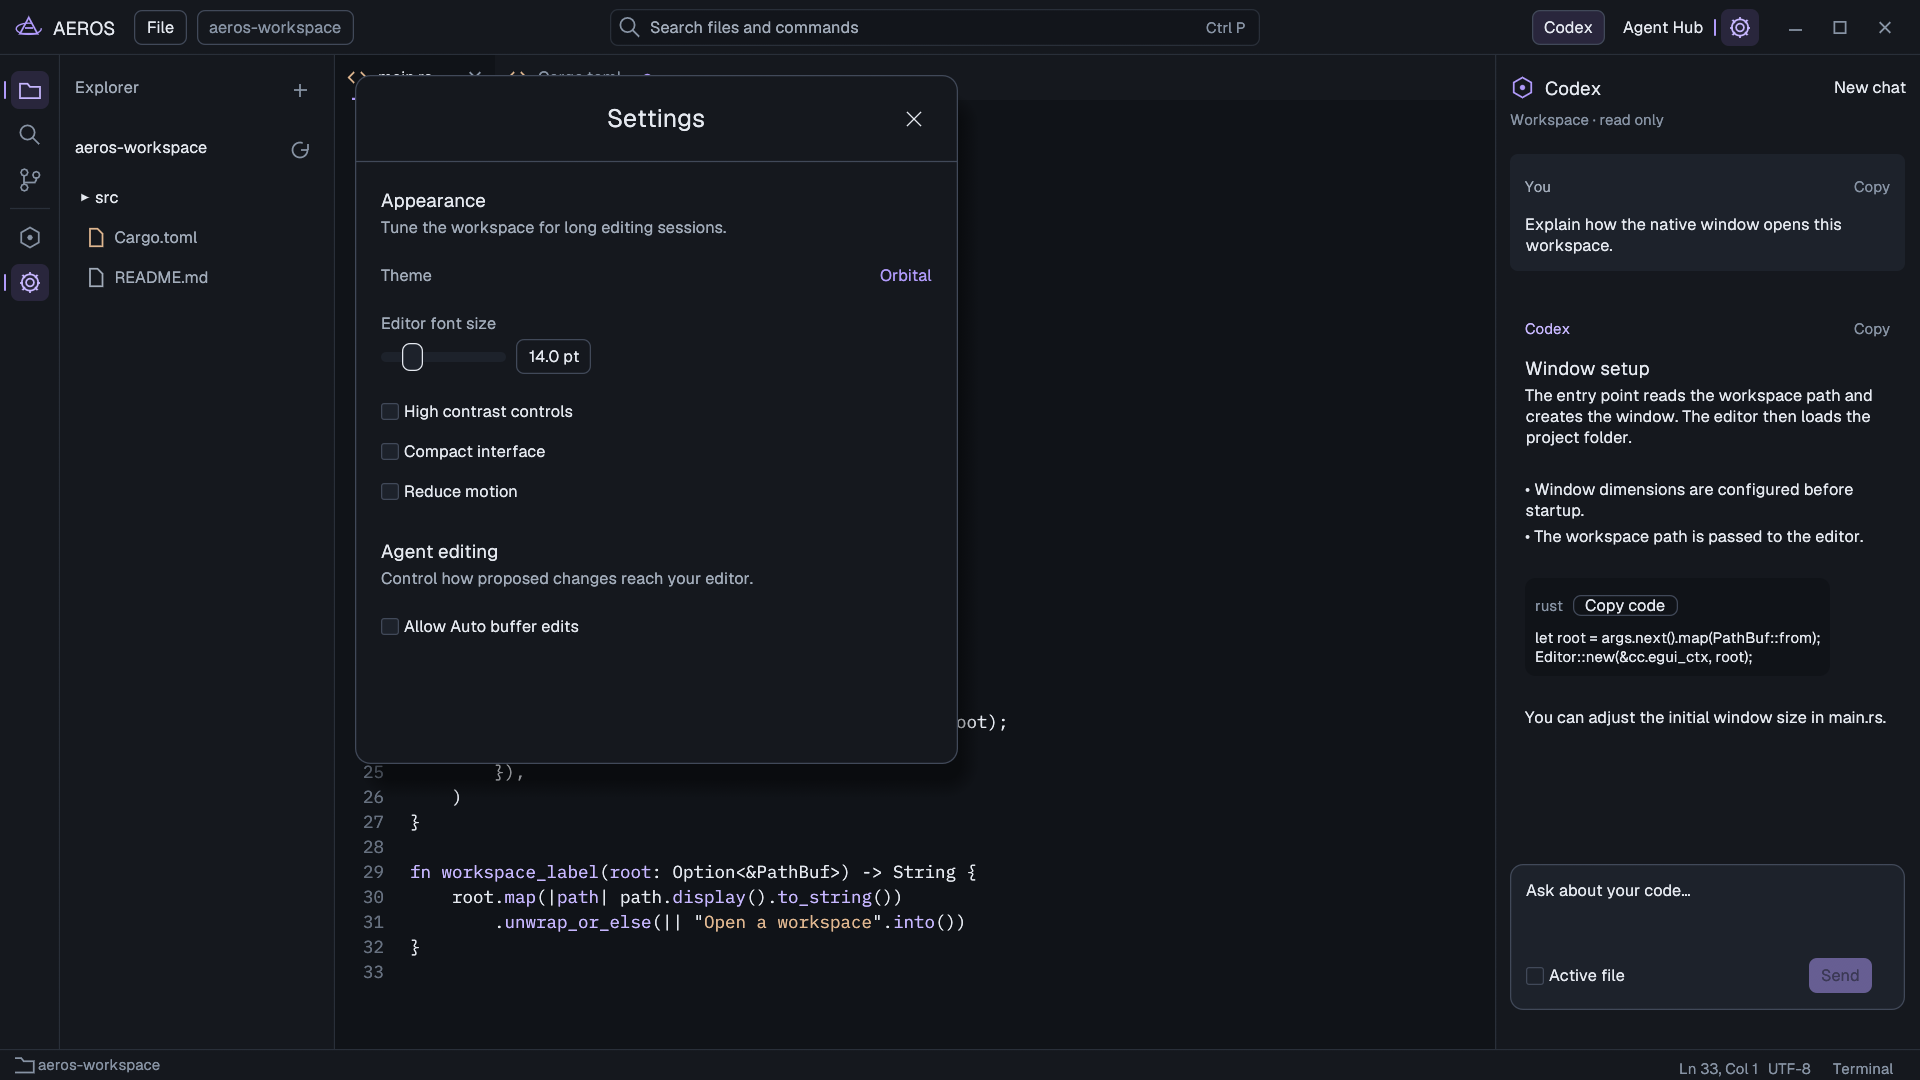 AEROS
File
aeros-workspace
Search files and commands
Ctrl P
Codex
Agent Hub
Explorer
aeros-workspace
src
Cargo.toml
README.md
Settings
Appearance
Tune the workspace for long editing sessions.
Theme
Orbital
Editor font size
14.0 pt
High contrast controls
Compact interface
Reduce motion
Agent editing
Control how proposed changes reach your editor.
Allow Auto buffer edits
oot);
25 }),
26 )
27 }
28
29 fn workspace_label(root: Option<&PathBuf>) -> String {
30 root.map(|path| path.display().to_string())
31 .unwrap_or_else(|| "Open a workspace".into())
32 }
33
Codex
New chat
Workspace · read only
You
Copy
Explain how the native window opens this
workspace.
Codex
Copy
Window setup
The entry point reads the workspace path and
creates the window. The editor then loads the
project folder.
• Window dimensions are configured before
startup.
• The workspace path is passed to the editor.
rust
Copy code
let root = args.next().map(PathBuf::from);
Editor::new(&cc.egui_ctx, root);
You can adjust the initial window size in main.rs.
Ask about your code...
Active file
Send
aeros-workspace
Ln 33, Col 1
UTF-8
Terminal